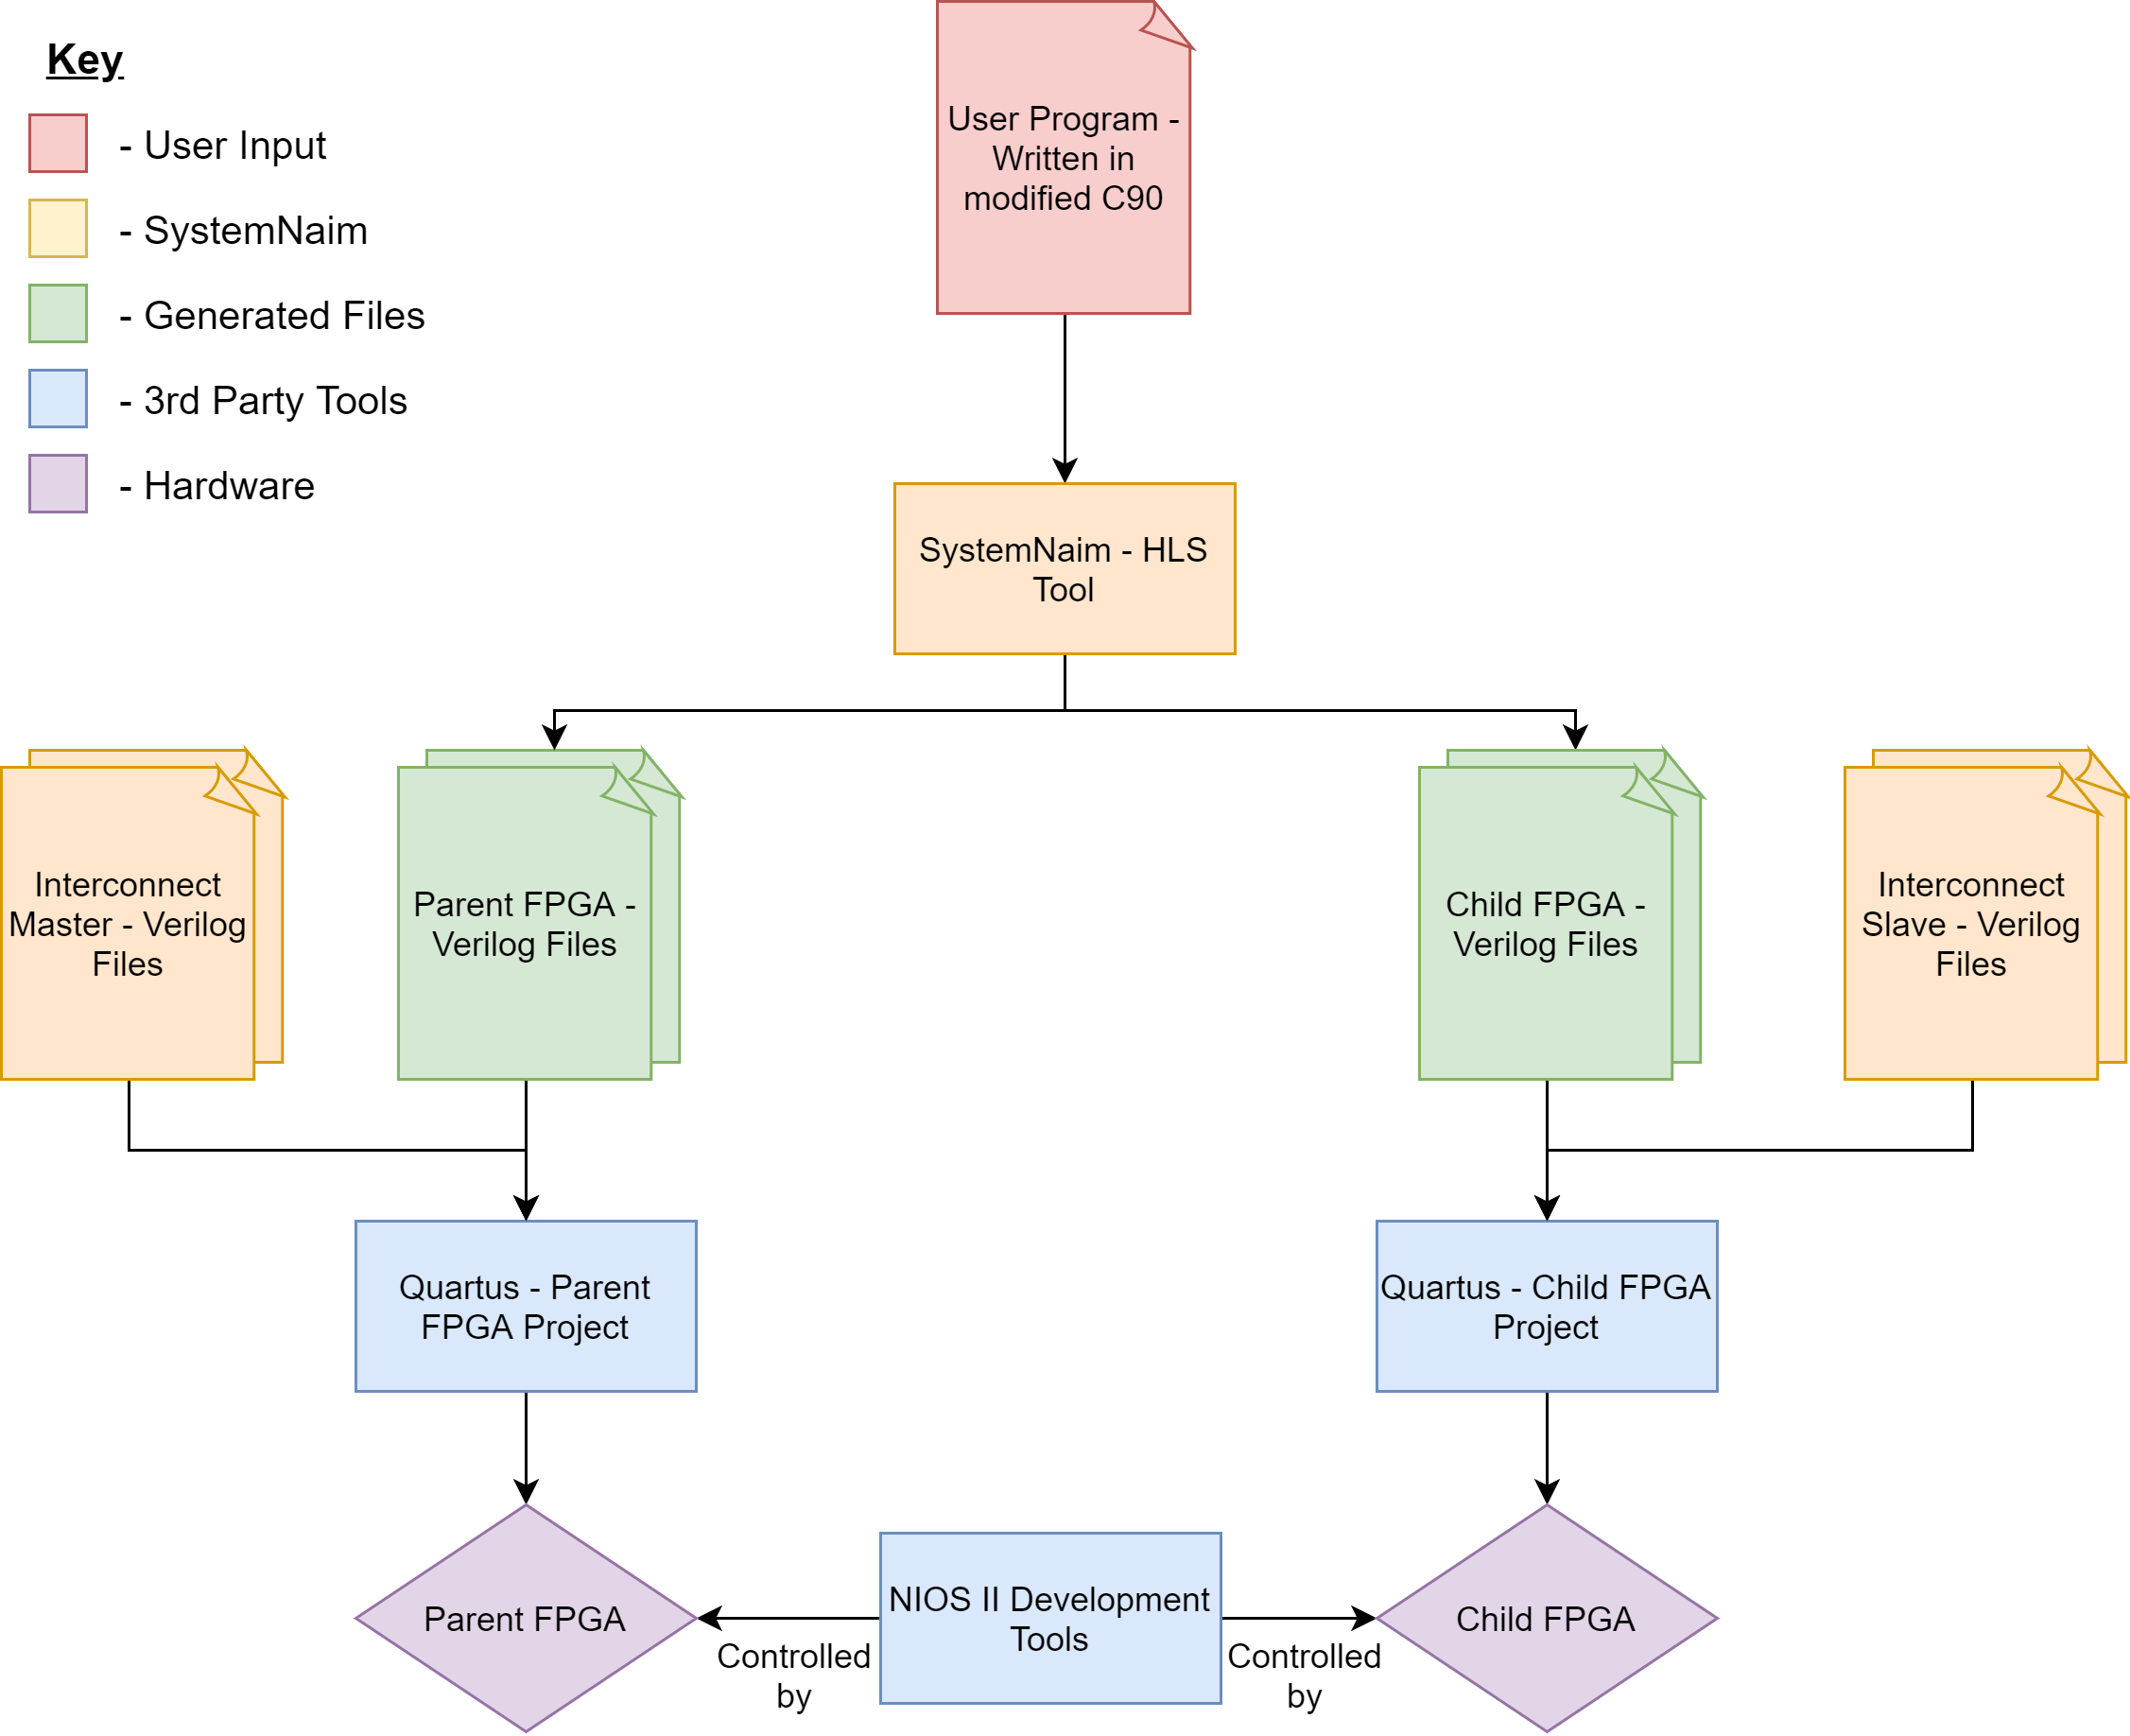 Key
- User Input
- SystemNaim
- Generated Files
- 3rd Party Tools
- Hardware
User Program -
Written in
modified C90
SystemNaim - HLS
Tool
Interconnect
Master - Verilog
Files
Parent FPGA -
Verilog Files
Child FPGA -
Verilog Files
Interconnect
Slave - Verilog
Files
Quartus - Parent
FPGA Project
Quartus - Child FPGA
Project
Parent FPGA
Controlled
by
NIOS II Development
Tools
Controlled
by
Child FPGA